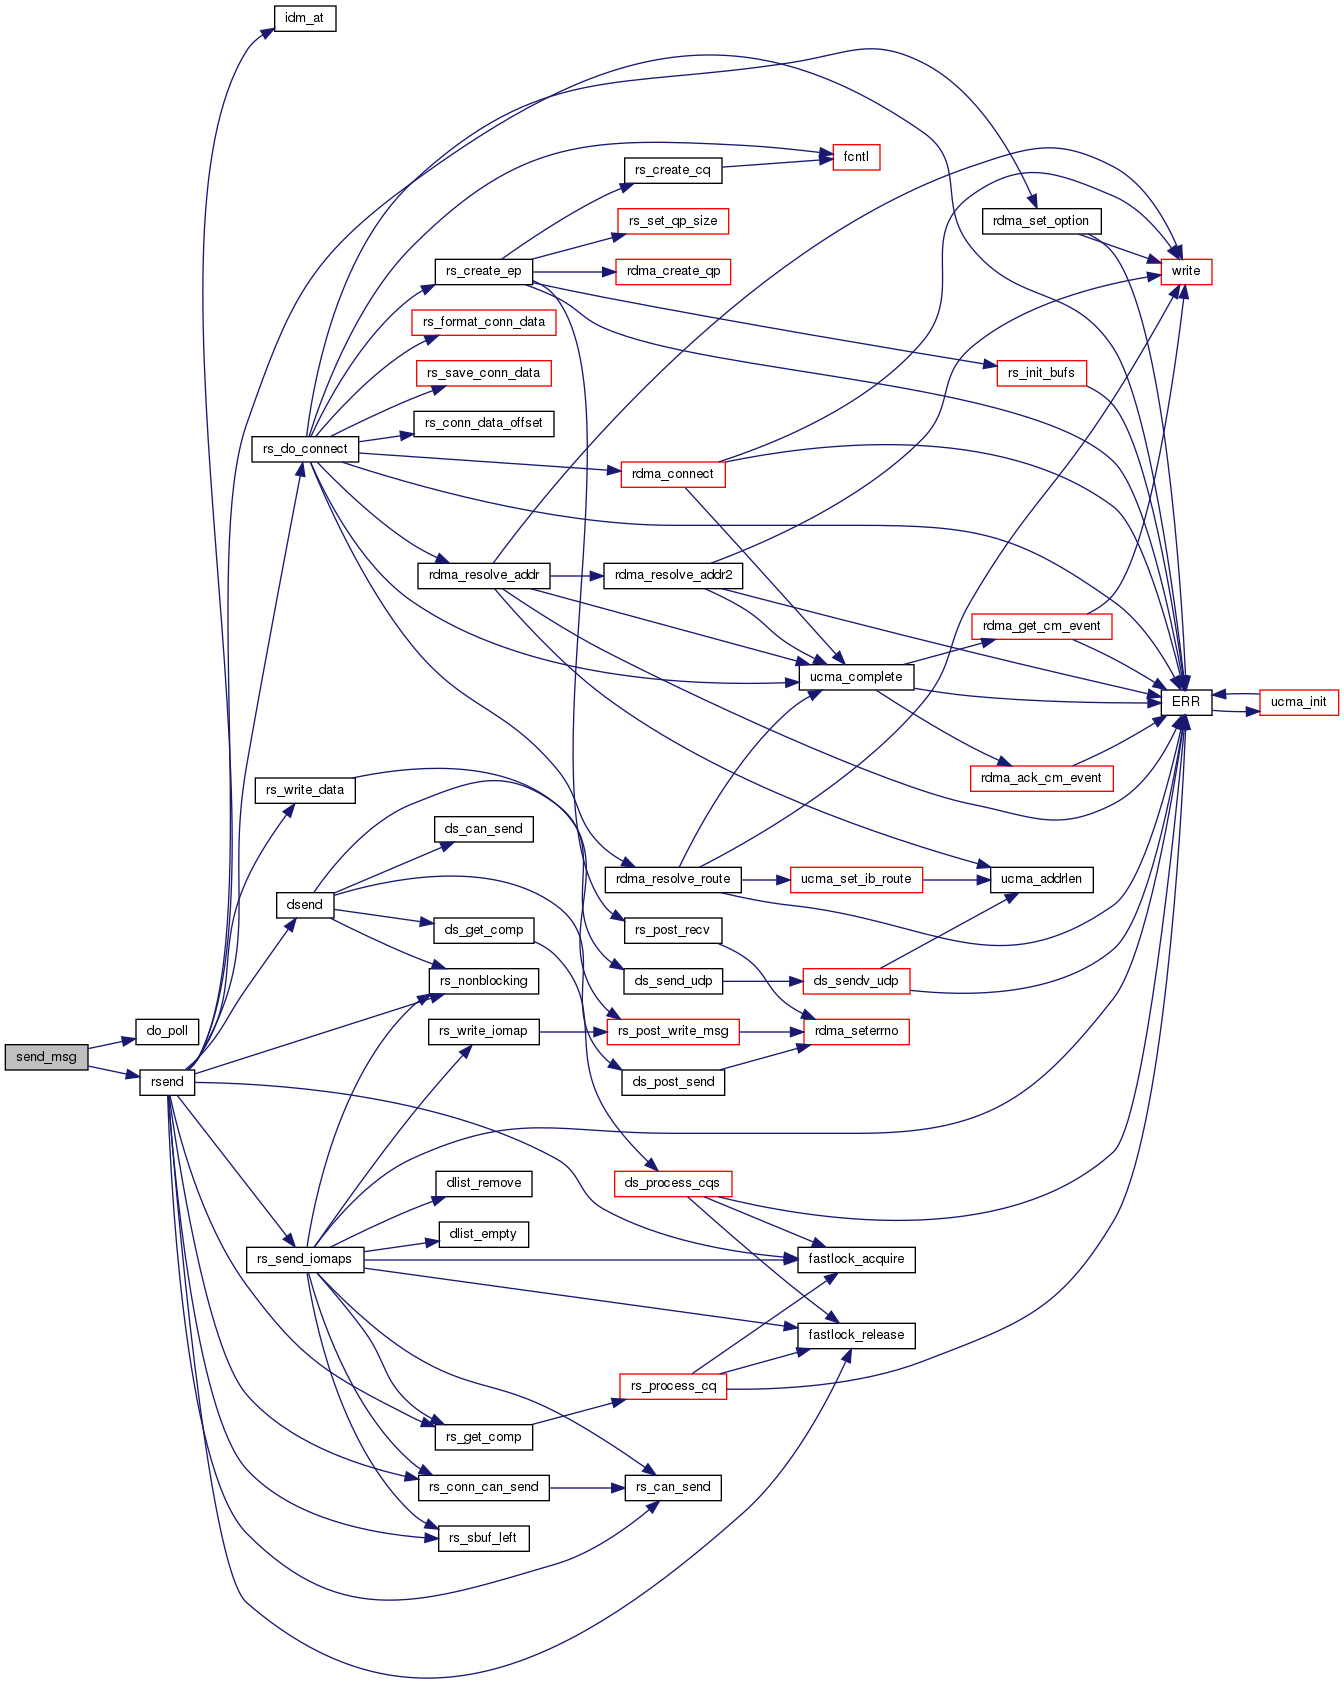 idm_at
fcntl
rs_create_cq
rs_set_qp_size
rdma_set_option
rs_create_ep
rdma_create_qp
write
rs_format_conn_data
rs_save_conn_data
rs_init_bufs
rs_conn_data_offset
rs_do_connect
rdma_connect
rdma_resolve_addr
rdma_resolve_addr2
rdma_get_cm_event
ucma_complete
ERR
ucma_init
rdma_ack_cm_event
rs_write_data
ds_can_send
rdma_resolve_route
ucma_set_ib_route
ucma_addrlen
dsend
ds_get_comp
rs_post_recv
rs_nonblocking
ds_send_udp
ds_sendv_udp
do_poll
rs_write_iomap
rs_post_write_msg
rdma_seterrno
send_msg
rsend
ds_post_send
dlist_remove
ds_process_cqs
dlist_empty
rs_send_iomaps
fastlock_acquire
fastlock_release
rs_process_cq
rs_get_comp
rs_conn_can_send
rs_can_send
rs_sbuf_left